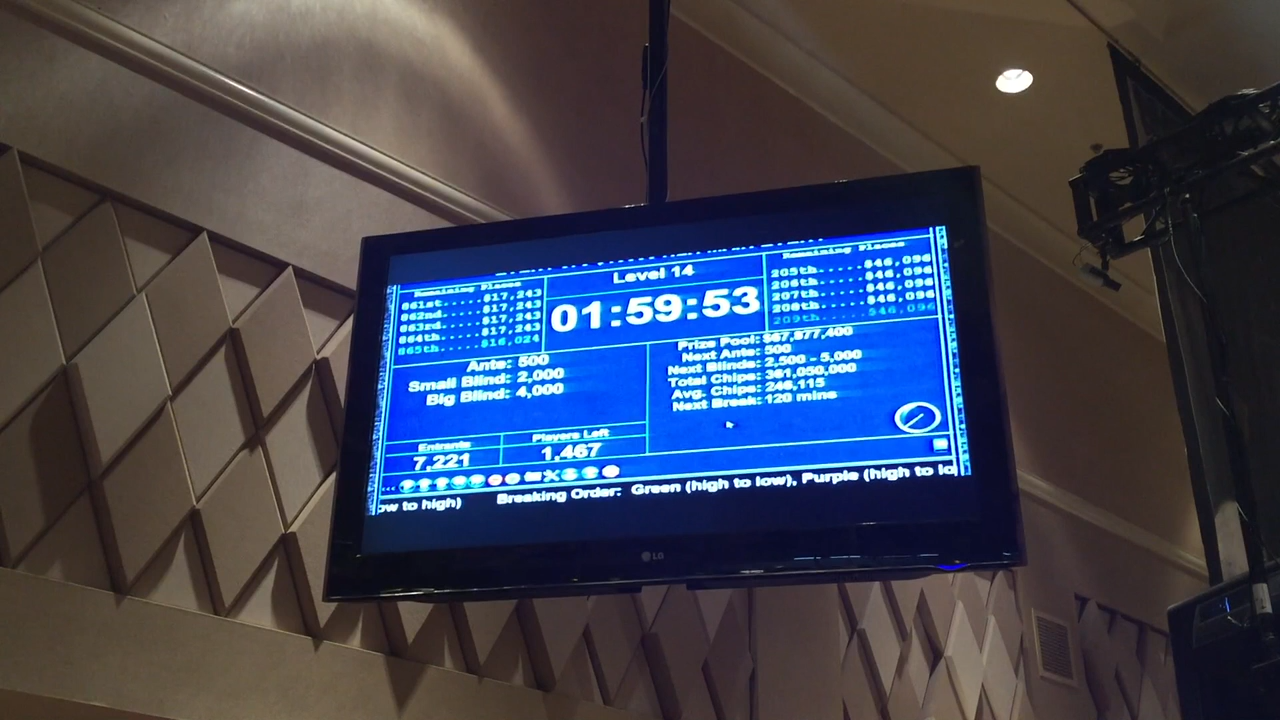 Level 14
01:59:53
Remaining Places
861st.....$17,243
862nd.....$17,243
863rd.....$17,243
864th.....$17,243
865th.....$16,024
Remaining Places
205th.....$46,096
206th.....$46,096
207th.....$46,096
208th.....$46,096
209th.....$46,096
Ante: 500
Small Blind: 2,000
Big Blind: 4,000
Prize Pool: $67,877,400
Next Ante: 500
Next Blinds: 2,500 - 5,000
Total Chips: 361,050,000
Avg. Chips: 246,115
Next Break: 120 mins
Entrants
7,221
Players Left
1,467
ow to high) Breaking Order: Green (high to low), Purple (high to lo
LG